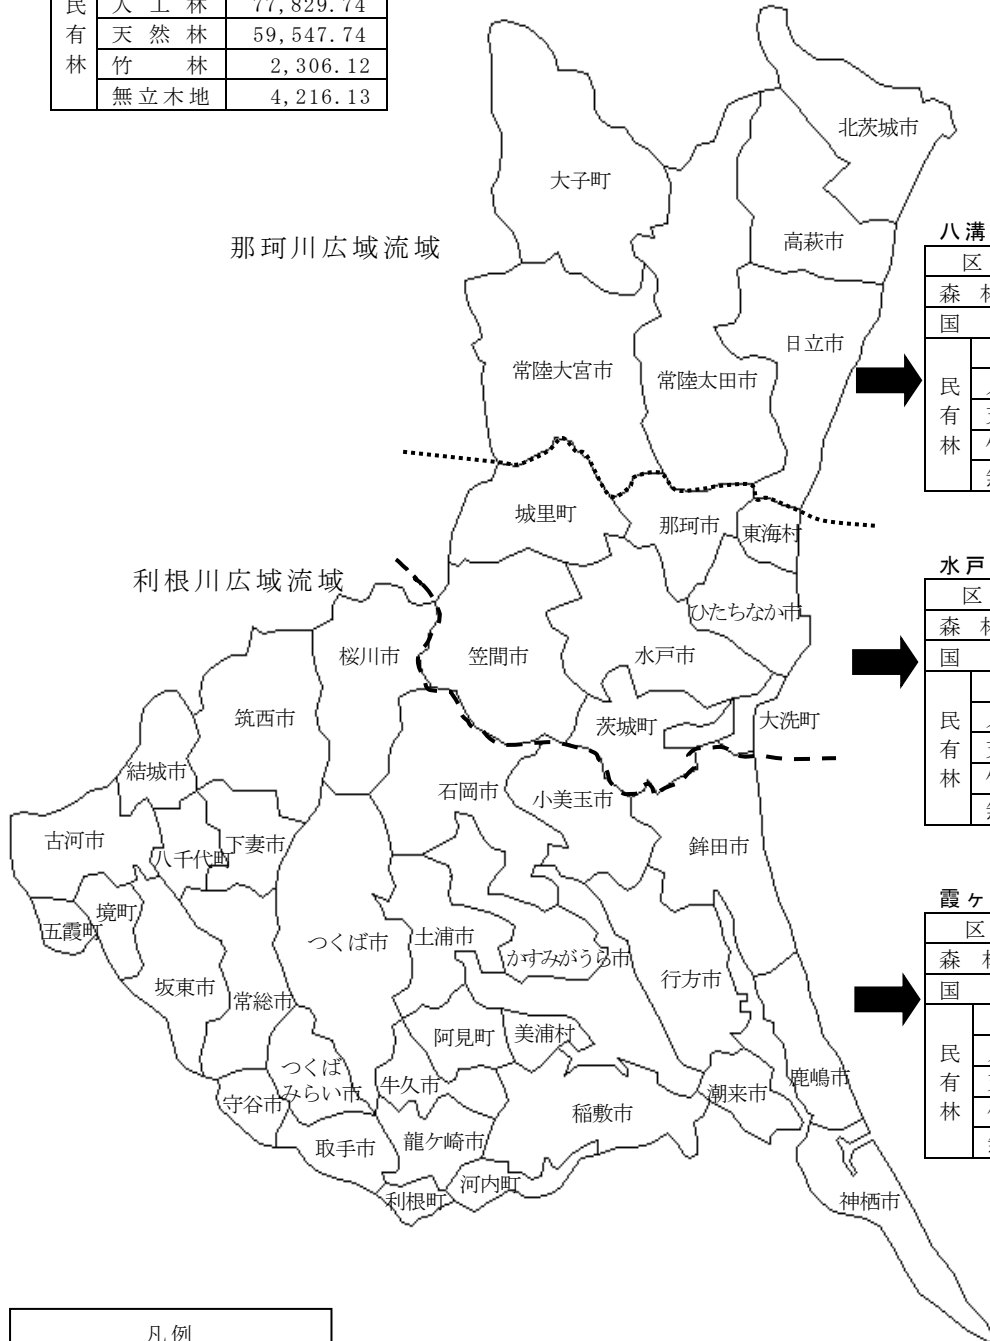 民有林
人工林 77,829.74
天然林 59,547.74
竹林 2,306.12
無立木地 4,216.13
北茨城市
大子町
高萩市
那珂川広域流域
八溝
区
森
国
民有林
日立市
常陸大宮市
常陸太田市
城里町
那珂市
東海村
水戸
区
森
国
民有林
利根川広域流域
ひたちなか市
桜川市
笠間市
水戸市
筑西市
茨城町
大洗町
結城市
石岡市
小美玉市
古河市
八千代町
下妻市
鉾田市
霞ヶ
区
森
国
民有林
境町
五霞町
つくば市
土浦市
かすみがうら市
坂東市
常総市
行方市
阿見町
美浦村
つくば
みらい市
牛久市
鹿嶋市
潮来市
守谷市
稲敷市
取手市
龍ケ崎市
河内町
利根町
神栖市
凡例